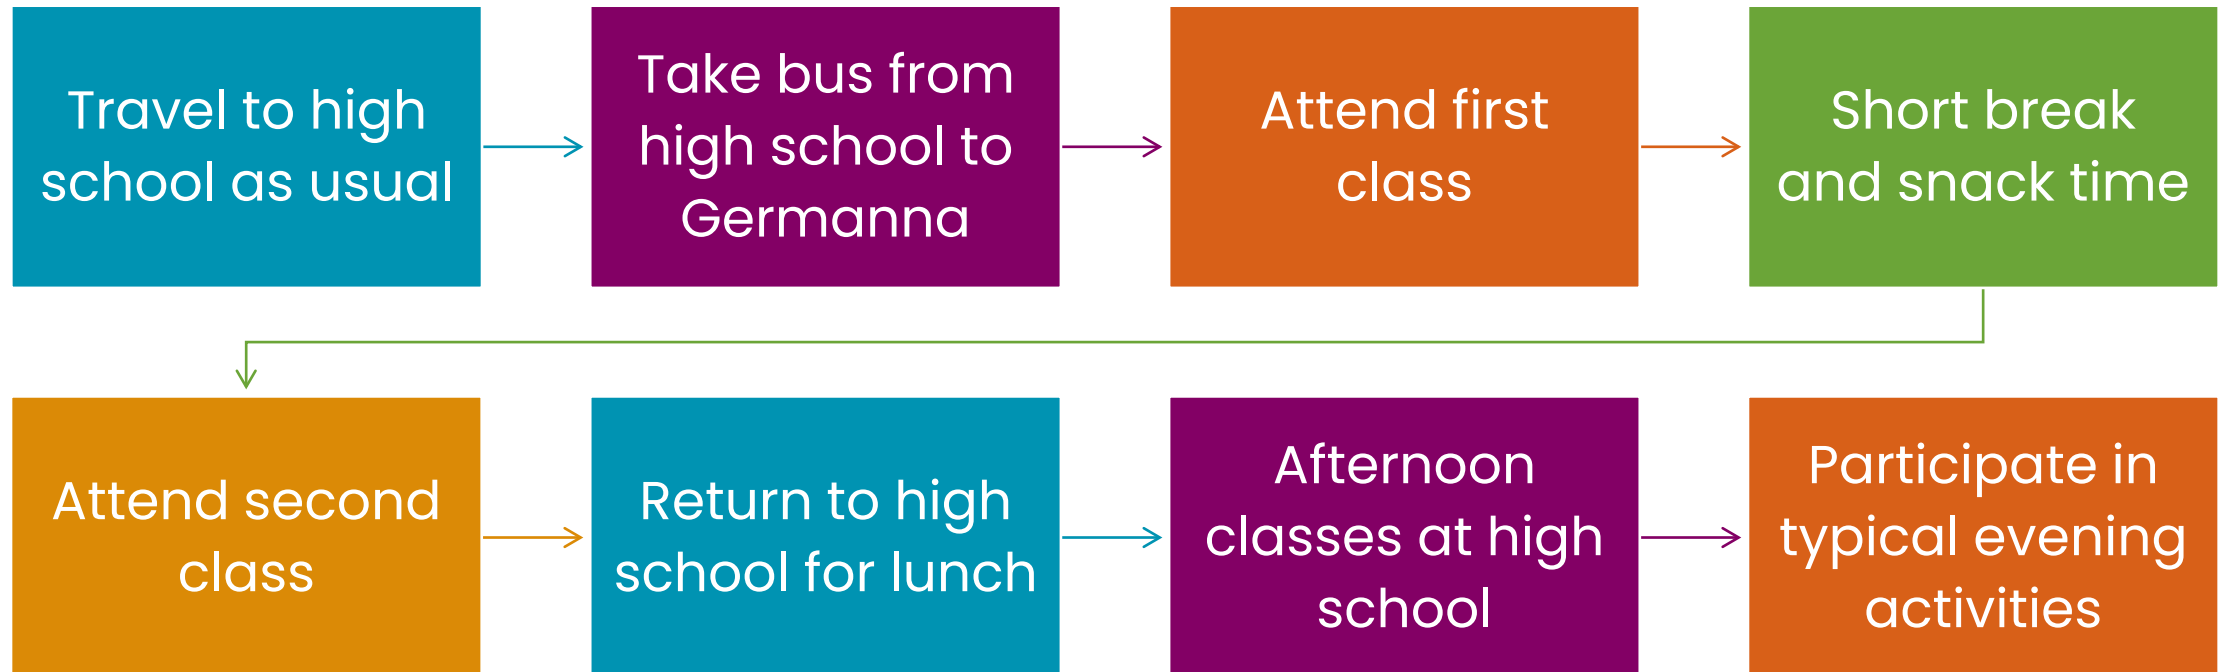 Travel to high
school as usual
Take bus from
high school to
Germanna
Attend first
class
Short break
and snack time
Attend second
class
Return to high
school for lunch
Afternoon
classes at high
school
Participate in
typical evening
activities